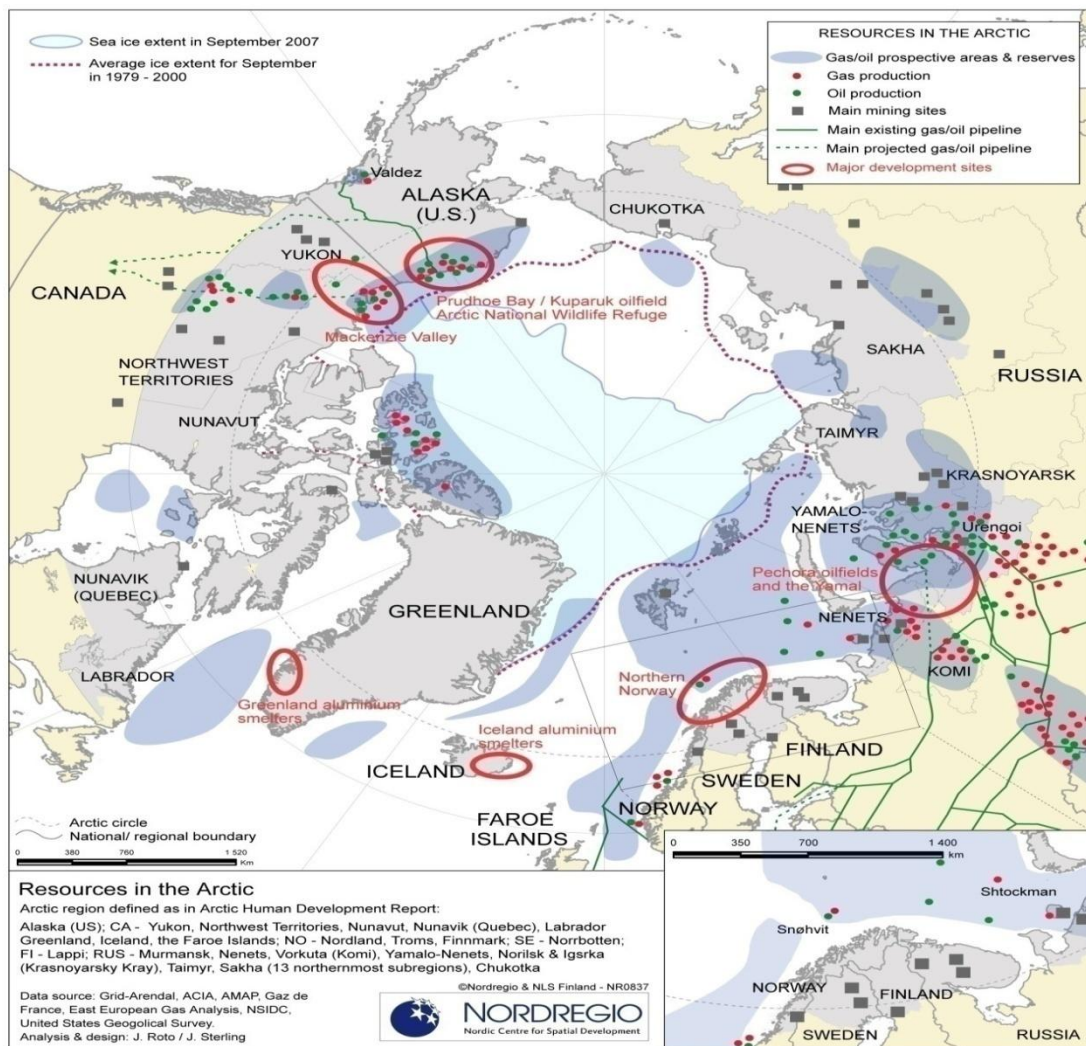 Sea ice extent in September 2007
Average ice extent for September
in 1979 - 2000
RESOURCES IN THE ARCTIC
Gas/oil prospective areas & reserves
Gas production
Oil production
Main mining sites
Main existing gas/oil pipeline
Main projected gas/oil pipeline
Major development sites
Valdez
ALASKA
(U.S.)
CHUKOTKA
YUKON
CANADA
Prudhoe Bay / Kuparuk oilfield
Arctic National Wildlife Refuge
Mackenzie Valley
NORTHWEST
TERRITORIES
SAKHA
RUSSIA
NUNAVUT
TAIMYR
KRASNOYARSK
YAMALO-
NENETS
Urengoi
NUNAVIK
(QUEBEC)
GREENLAND
Pechora oilfields
and the Yamal
NENETS
LABRADOR
KOMI
Greenland aluminium
smelters
Northern
Norway
Iceland aluminium
smelters
ICELAND
FINLAND
SWEDEN
FAROE
ISLANDS
NORWAY
Arctic circle
National/ regional boundary
0 380 760 1 520
Km
0 350 700 1 400
km
Shtockman
Snøhvit
NORWAY
FINLAND
SWEDEN
RUSSIA
Resources in the Arctic
Arctic region defined as in Arctic Human Development Report:
Alaska (US); CA - Yukon, Northwest Territories, Nunavut, Nunavik (Quebec), Labrador
Greenland, Iceland, the Faroe Islands; NO - Nordland, Troms, Finnmark; SE - Norrbotten;
FI - Lappi; RUS - Murmansk, Nenets, Vorkuta (Komi), Yamalo-Nenets, Norilsk & Igsrka
(Krasnoyarsky Kray), Taimyr, Sakha (13 northernmost subregions), Chukotka
©Nordregio & NLS Finland - NR0837
Data source: Grid-Arendal, ACIA, AMAP, Gaz de
France, East European Gas Analysis, NSIDC,
United States Geogolical Survey.
Analysis & design: J. Roto / J. Sterling
NORDREGIO
Nordic Centre for Spatial Development